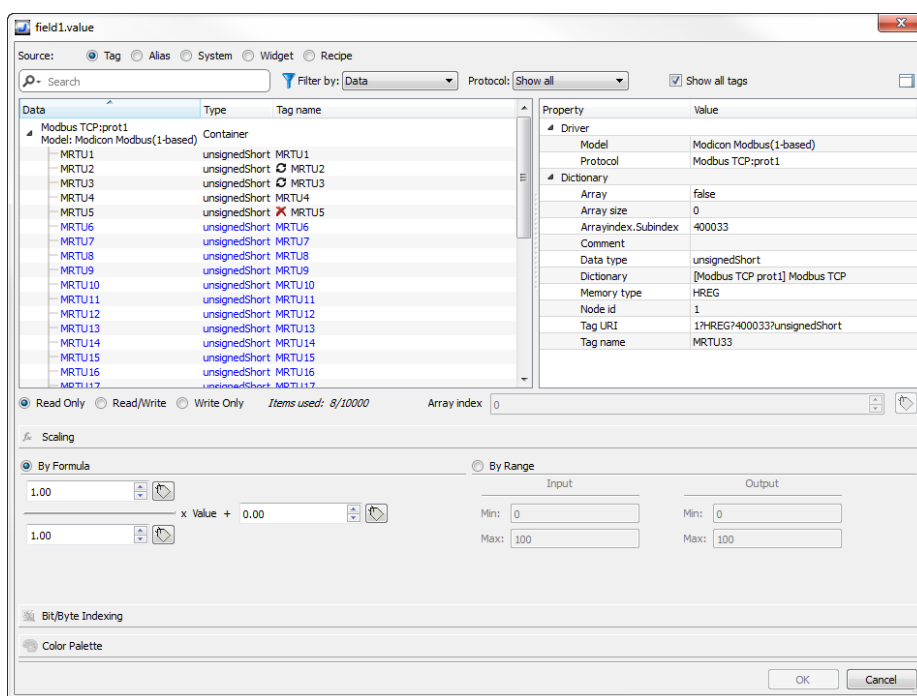 field1.value
Source: Tag Alias System Widget Recipe
Search Filter by: Data Protocol: Show all Show all tags
Data Type Tag name
Modbus TCP:prot1
Model: Modicon Modbus(1-based) Container
MRTU1 unsignedShort MRTU1
MRTU2 unsignedShort MRTU2
MRTU3 unsignedShort MRTU3
MRTU4 unsignedShort MRTU4
MRTU5 unsignedShort MRTU5
MRTU6 unsignedShort MRTU6
MRTU7 unsignedShort MRTU7
MRTU8 unsignedShort MRTU8
MRTU9 unsignedShort MRTU9
MRTU10 unsignedShort MRTU10
MRTU11 unsignedShort MRTU11
MRTU12 unsignedShort MRTU12
MRTU13 unsignedShort MRTU13
MRTU14 unsignedShort MRTU14
MRTU15 unsignedShort MRTU15
MRTU16 unsignedShort MRTU16
MRTU17 unsignedShort MRTU17
Property Value
Driver
Model Modicon Modbus(1-based)
Protocol Modbus TCP:prot1
Dictionary
Array false
Array size 0
Arrayindex.Subindex 400033
Comment
Data type unsignedShort
Dictionary [Modbus TCP prot1] Modbus TCP
Memory type HREG
Node id 1
Tag URI 1?HREG?400033?unsignedShort
Tag name MRTU33
Read Only Read/Write Write Only Items used: 8/10000 Array index 0
Scaling
By Formula
1.00
x Value + 0.00
1.00
By Range
Input Output
Min: 0 Min: 0
Max: 100 Max: 100
Bit/Byte Indexing
Color Palette
OK Cancel